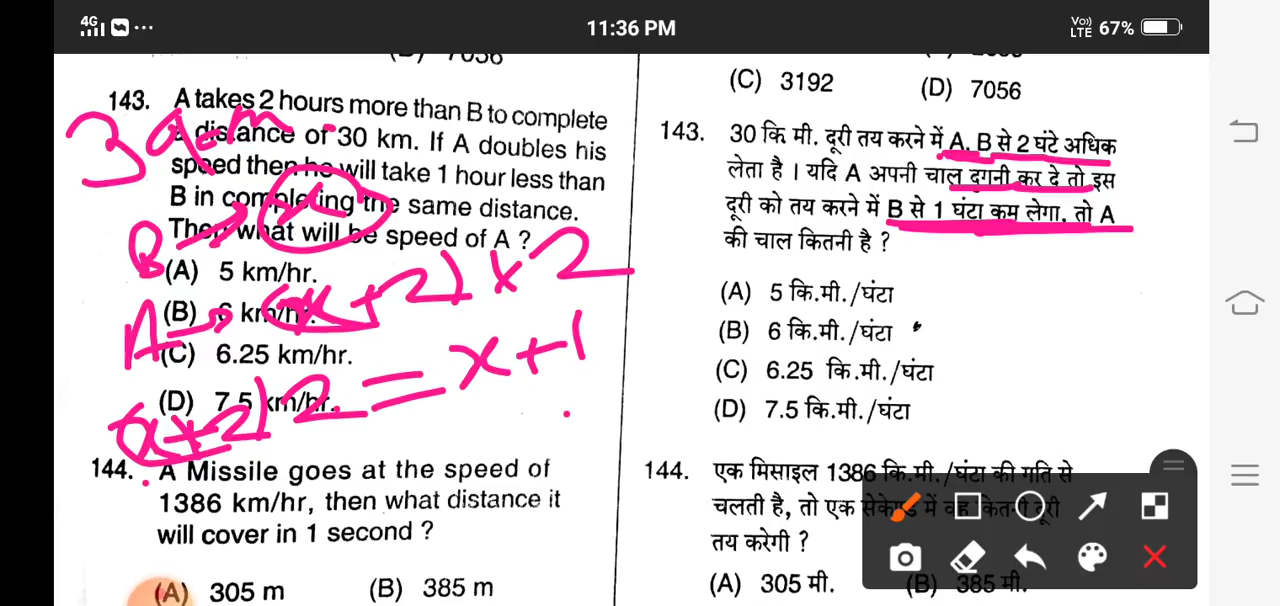 4G
11:36 PM
Vo))
LTE
67%
143. A takes 2 hours more than B to complete
a distance of 30 km. If A doubles his
speed then he will take 1 hour less than
B in completing the same distance.
Then what will be speed of A ?
(A) 5 km/hr.
(B) 6 km/hr.
(C) 6.25 km/hr.
(D) 7.5 km/hr.
B → x
A → (x+2) × 2
(x+2)2 = x+1
144. A Missile goes at the speed of
1386 km/hr, then what distance it
will cover in 1 second ?
(A) 305 m (B) 385 m
(C) 3192 (D) 7056
143. 30 कि मी. दूरी तय करने में A, B से 2 घंटे अधिक
लेता है । यदि A अपनी चाल दुगनी कर दे तो इस
दूरी को तय करने में B से 1 घंटा कम लेगा, तो A
की चाल कितनी है ?
(A) 5 कि.मी./घंटा
(B) 6 कि.मी./घंटा
(C) 6.25 कि.मी./घंटा
(D) 7.5 कि.मी./घंटा
144. एक मिसाइल 1386 कि.मी./घंटा की गति से
चलती है, तो एक सेकेण्ड में वह कितनी दूरी
तय करेगी ?
(A) 305 मी. (B) 385 मी.